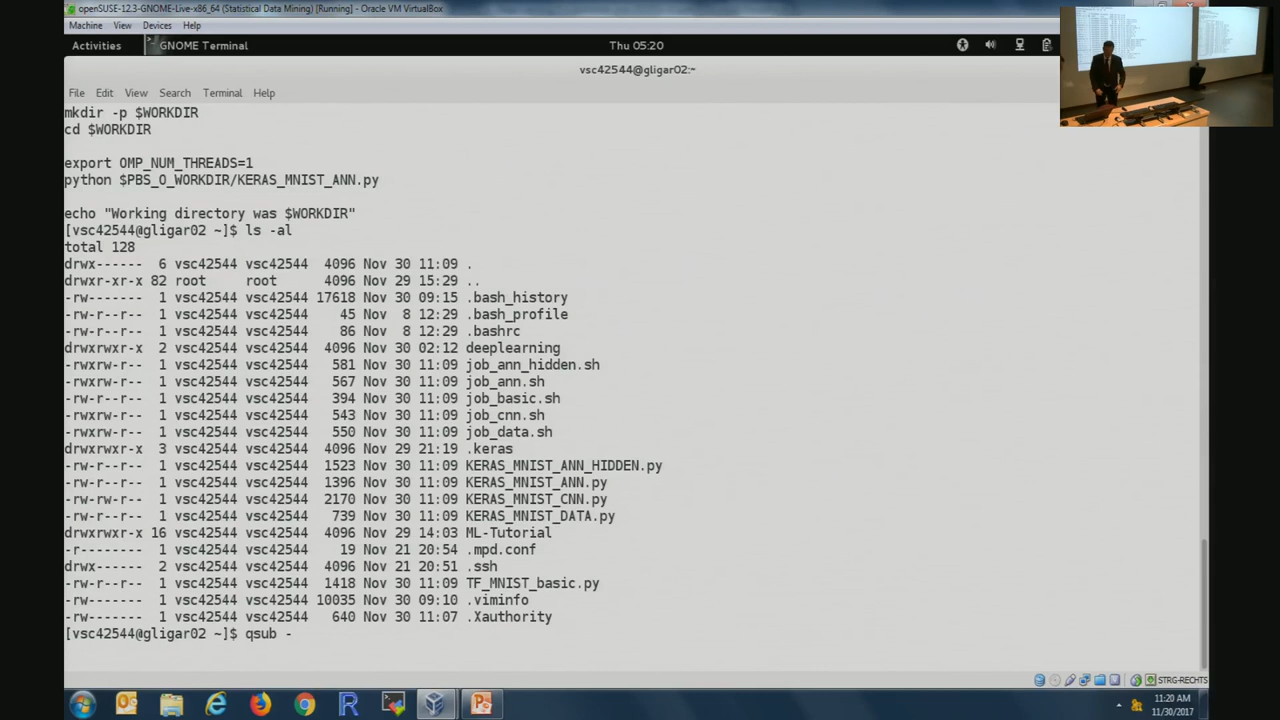 openSUSE-12.3-GNOME-Live-x86_64 (Statistical Data Mining) [Running] - Oracle VM VirtualBox
Machine View Devices Help
Activities GNOME Terminal Thu 05:20
vsc42544@gligar02:~
File Edit View Search Terminal Help
mkdir -p $WORKDIR
cd $WORKDIR
export OMP_NUM_THREADS=1
python $PBS_O_WORKDIR/KERAS_MNIST_ANN.py
echo "Working directory was $WORKDIR"
[vsc42544@gligar02 ~]$ ls -al
total 128
drwx------ 6 vsc42544 vsc42544 4096 Nov 30 11:09 .
drwxr-xr-x 82 root root 4096 Nov 29 15:29 ..
-rw------- 1 vsc42544 vsc42544 17618 Nov 30 09:15 .bash_history
-rw-r--r-- 1 vsc42544 vsc42544 45 Nov 8 12:29 .bash_profile
-rw-r--r-- 1 vsc42544 vsc42544 86 Nov 8 12:29 .bashrc
drwxrwxr-x 2 vsc42544 vsc42544 4096 Nov 30 02:12 deeplearning
-rwxrw-r-- 1 vsc42544 vsc42544 581 Nov 30 11:09 job_ann_hidden.sh
-rwxrw-r-- 1 vsc42544 vsc42544 567 Nov 30 11:09 job_ann.sh
-rwxrw-r-- 1 vsc42544 vsc42544 394 Nov 30 11:09 job_basic.sh
-rwxrw-r-- 1 vsc42544 vsc42544 543 Nov 30 11:09 job_cnn.sh
-rwxrw-r-- 1 vsc42544 vsc42544 550 Nov 30 11:09 job_data.sh
drwxrwxr-x 3 vsc42544 vsc42544 4096 Nov 29 21:19 .keras
-rw-r--r-- 1 vsc42544 vsc42544 1523 Nov 30 11:09 KERAS_MNIST_ANN_HIDDEN.py
-rw-r--r-- 1 vsc42544 vsc42544 1396 Nov 30 11:09 KERAS_MNIST_ANN.py
-rw-rw-r-- 1 vsc42544 vsc42544 2170 Nov 30 11:09 KERAS_MNIST_CNN.py
-rw-r--r-- 1 vsc42544 vsc42544 739 Nov 30 11:09 KERAS_MNIST_DATA.py
drwxrwxr-x 16 vsc42544 vsc42544 4096 Nov 29 14:03 ML-Tutorial
-r-------- 1 vsc42544 vsc42544 19 Nov 21 20:54 .mpd.conf
drwx------ 2 vsc42544 vsc42544 4096 Nov 21 20:51 .ssh
-rw-r--r-- 1 vsc42544 vsc42544 1418 Nov 30 11:09 TF_MNIST_basic.py
-rw------- 1 vsc42544 vsc42544 10035 Nov 30 09:10 .viminfo
-rw------- 1 vsc42544 vsc42544 640 Nov 30 11:07 .Xauthority
[vsc42544@gligar02 ~]$ qsub -
STRG-RECHTS
11:20 AM
11/30/2017